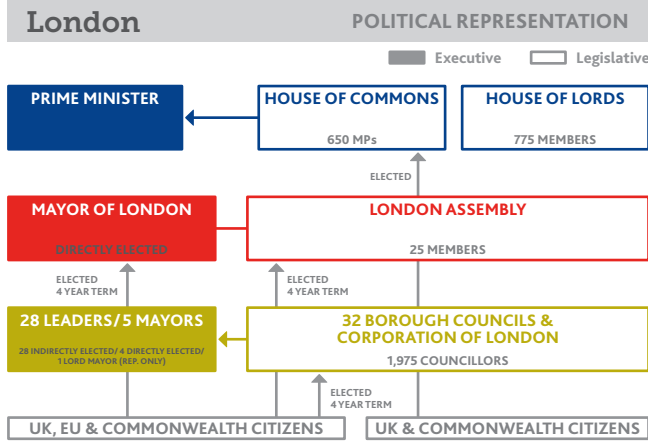 London
POLITICAL REPRESENTATION
Executive
Legislative
PRIME MINISTER
HOUSE OF COMMONS
650 MPs
HOUSE OF LORDS
775 MEMBERS
ELECTED
MAYOR OF LONDON
DIRECTLY ELECTED
LONDON ASSEMBLY
25 MEMBERS
ELECTED
4 YEAR TERM
ELECTED
4 YEAR TERM
28 LEADERS/5 MAYORS
28 INDIRECTLY ELECTED/ 4 DIRECTLY ELECTED/
1 LORD MAYOR (REP. ONLY)
32 BOROUGH COUNCILS &
CORPORATION OF LONDON
1,975 COUNCILLORS
ELECTED
4 YEAR TERM
UK, EU & COMMONWEALTH CITIZENS
UK & COMMONWEALTH CITIZENS